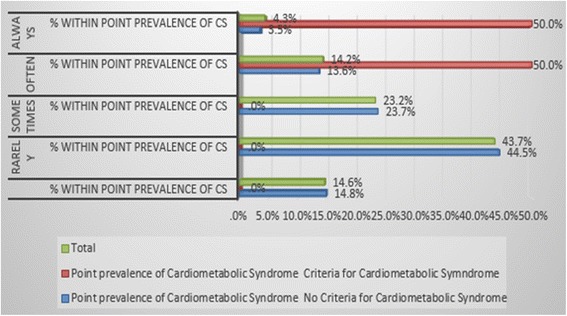 ALWA
YS
% WITHIN POINT PREVALENCE OF CS
4.3%
50.0%
3.5%
OFTEN
% WITHIN POINT PREVALENCE OF CS
14.2%
50.0%
13.6%
SOME
TIMES
% WITHIN POINT PREVALENCE OF CS
23.2%
.0%
23.7%
RAREL
Y
% WITHIN POINT PREVALENCE OF CS
43.7%
.0%
44.5%
% WITHIN POINT PREVALENCE OF CS
14.6%
.0%
14.8%
.0% 5.0% 10.0% 15.0% 20.0% 25.0% 30.0% 35.0% 40.0% 45.0% 50.0%
Total
Point prevalence of Cardiometabolic Syndrome Criteria for Cardiometabolic Symndrome
Point prevalence of Cardiometabolic Syndrome No Criteria for Cardiometabolic Syndrome